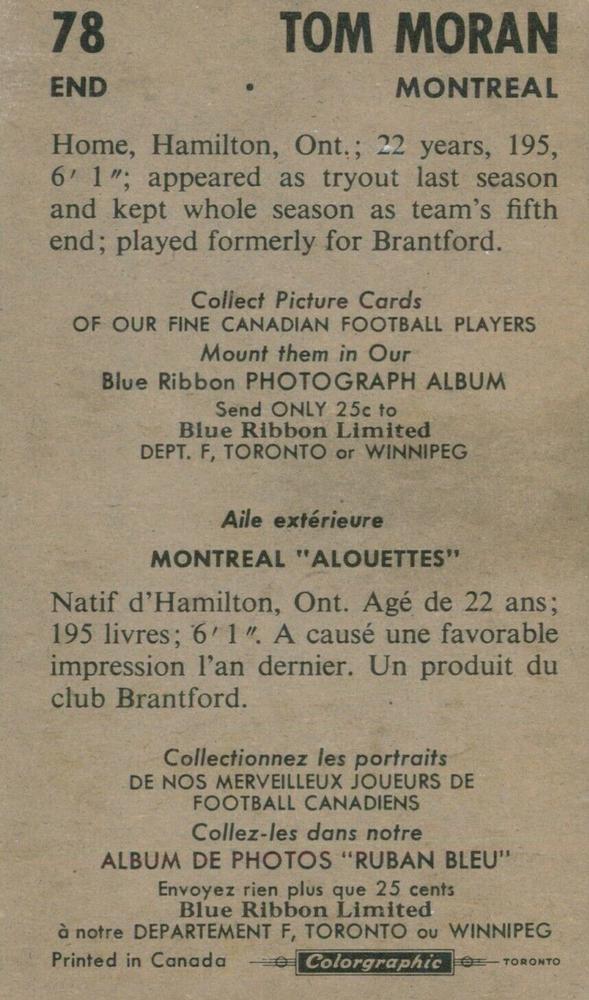 78 TOM MORAN
END • MONTREAL
Home, Hamilton, Ont.; 22 years, 195,
6′ 1″; appeared as tryout last season
and kept whole season as team's fifth
end; played formerly for Brantford.
Collect Picture Cards
OF OUR FINE CANADIAN FOOTBALL PLAYERS
Mount them in Our
Blue Ribbon PHOTOGRAPH ALBUM
Send ONLY 25c to
Blue Ribbon Limited
DEPT. F, TORONTO or WINNIPEG
Aile extérieure
MONTREAL "ALOUETTES"
Natif d'Hamilton, Ont. Agé de 22 ans;
195 livres; 6′ 1″. A causé une favorable
impression l'an dernier. Un produit du
club Brantford.
Collectionnez les portraits
DE NOS MERVEILLEUX JOUEURS DE
FOOTBALL CANADIENS
Collez-les dans notre
ALBUM DE PHOTOS "RUBAN BLEU"
Envoyez rien plus que 25 cents
Blue Ribbon Limited
à notre DEPARTEMENT F, TORONTO ou WINNIPEG
Printed in Canada Colorgraphic TORONTO